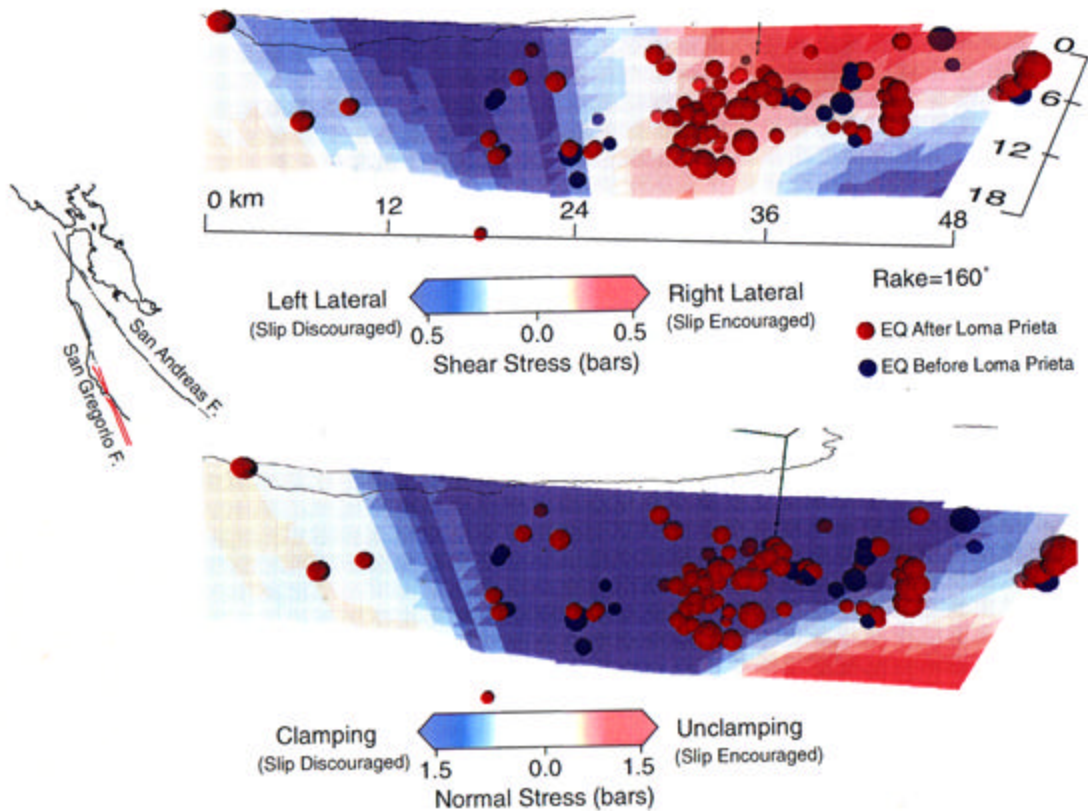 0
6
12
18
0 km
12
24
36
48
Left Lateral
(Slip Discouraged)
0.5
0.0
0.5
Shear Stress (bars)
Right Lateral
(Slip Encouraged)
Rake=160°
EQ After Loma Prieta
EQ Before Loma Prieta
San Andreas F.
San Gregorio F.
Clamping
(Slip Discouraged)
1.5
0.0
1.5
Normal Stress (bars)
Unclamping
(Slip Encouraged)